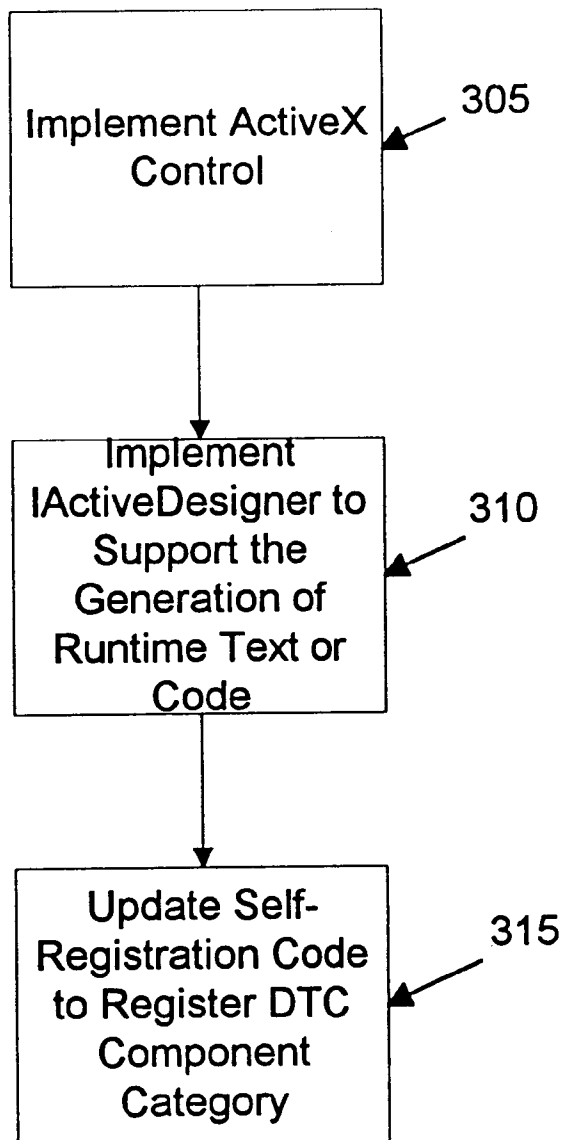 Implement ActiveX
Control
305
Implement
IActiveDesigner to
Support the
Generation of
Runtime Text or
Code
310
Update Self-
Registration Code
to Register DTC
Component
Category
315